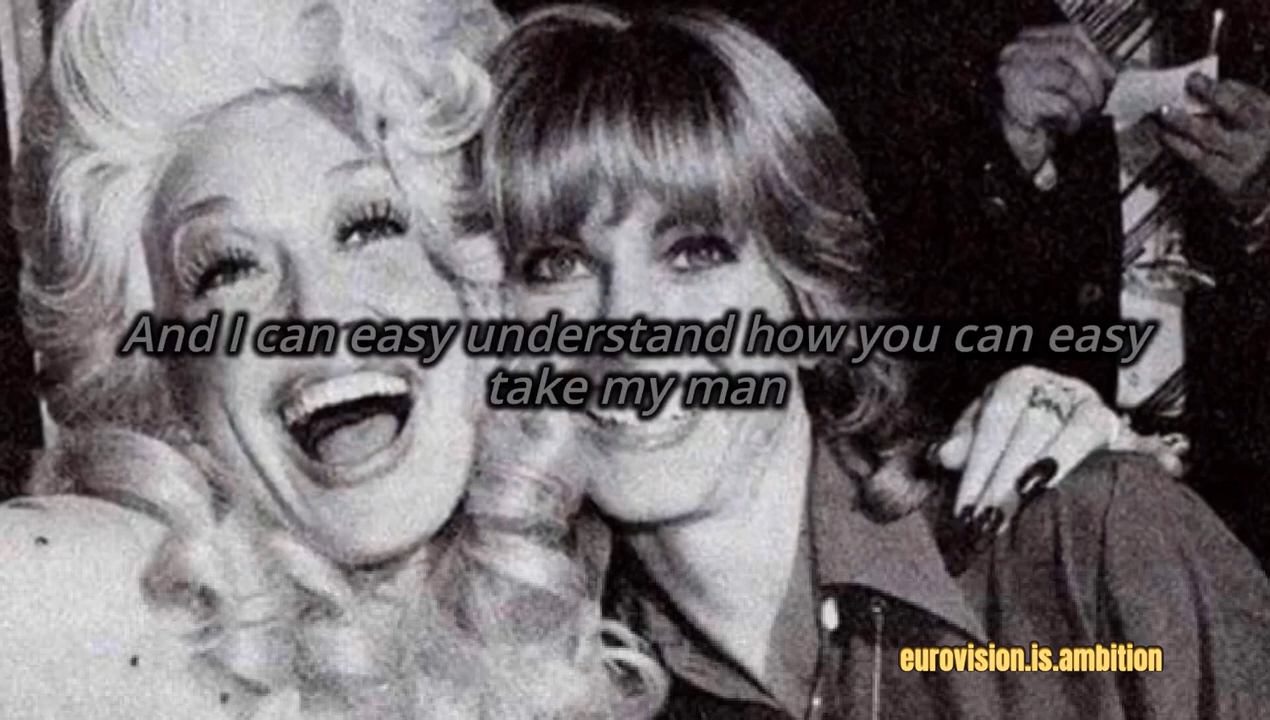 And I can easy understand how you can easy
take my man
eurovision.is.ambition